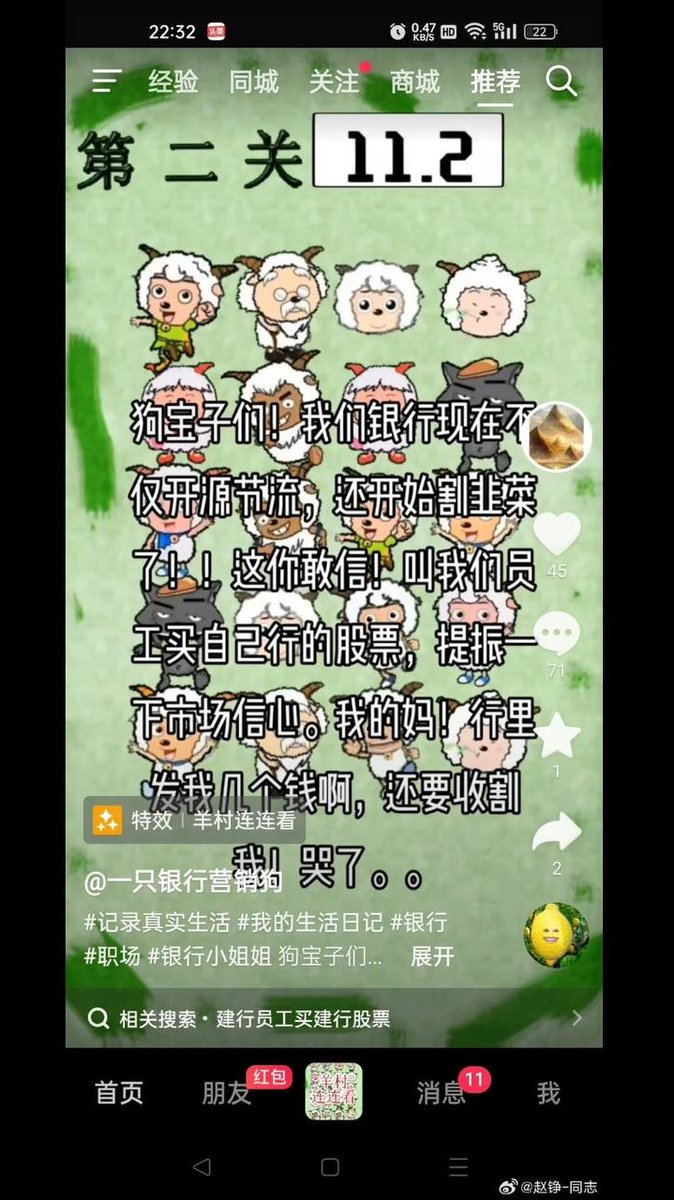 22:32
头条
0.47
KB/S
HD
5G
22
经验 同城 关注 商城 推荐
第二关
11.2
狗宝子们！我们银行现在不
仅开源节流，还开始割韭菜
了！！这你敢信！叫我们员
工买自己行的股票，提振一
下市场信心。我的妈！行里
发我几个钱啊，还要收割
我！哭了。。
45
71
1
2
特效 | 羊村连连看
@一只银行营销狗
#记录真实生活 #我的生活日记 #银行
#职场 #银行小姐姐 狗宝子们... 展开
相关搜索 · 建行员工买建行股票
首页 朋友 红包 羊村 连连看 消息 11 我
@赵铮-同志